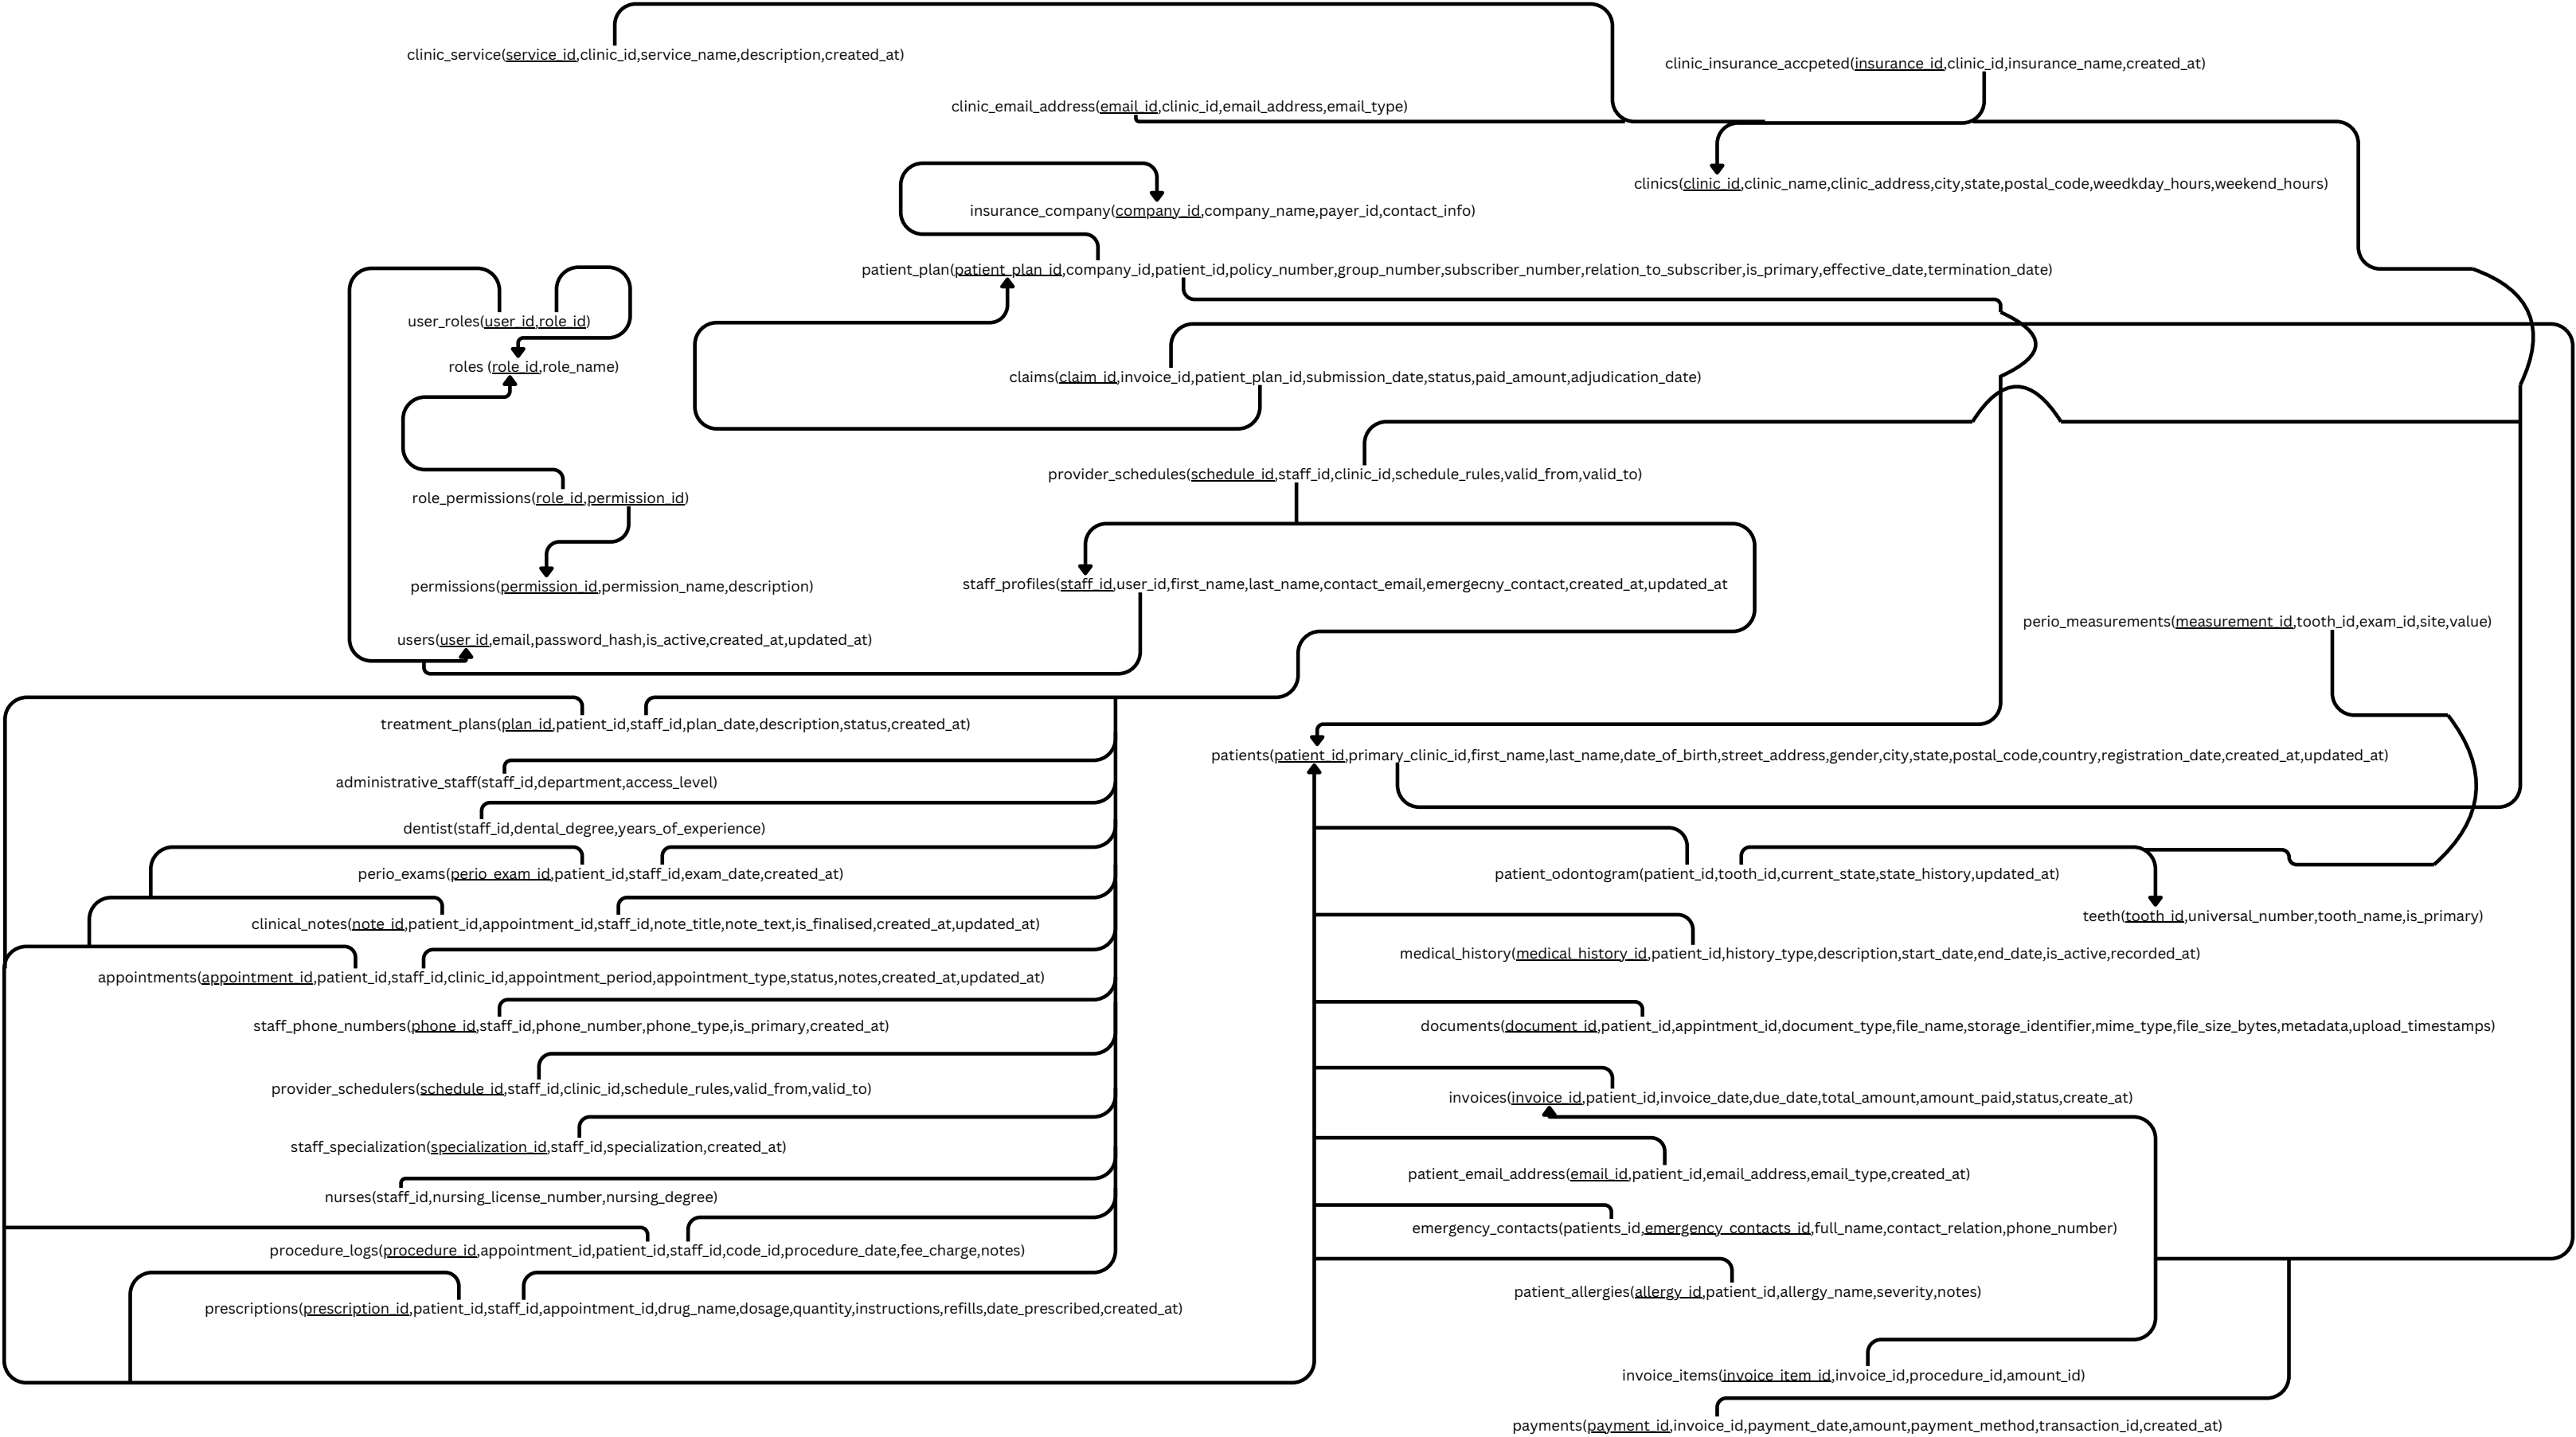 clinic_service(service_id,clinic_id,service_name,description,created_at)
clinic_insurance_accpeted(insurance_id,clinic_id,insurance_name,created_at)
clinic_email_address(email_id,clinic_id,email_address,email_type)
clinics(clinic_id,clinic_name,clinic_address,city,state,postal_code,weedkday_hours,weekend_hours)
insurance_company(company_id,company_name,payer_id,contact_info)
patient_plan(patient_plan_id,company_id,patient_id,policy_number,group_number,subscriber_number,relation_to_subscriber,is_primary,effective_date,termination_date)
user_roles(user_id,role_id)
roles (role_id,role_name)
claims(claim_id,invoice_id,patient_plan_id,submission_date,status,paid_amount,adjudication_date)
provider_schedules(schedule_id,staff_id,clinic_id,schedule_rules,valid_from,valid_to)
role_permissions(role_id,permission_id)
permissions(permission_id,permission_name,description)
staff_profiles(staff_id,user_id,first_name,last_name,contact_email,emergecny_contact,created_at,updated_at
perio_measurements(measurement_id,tooth_id,exam_id,site,value)
users(user_id,email,password_hash,is_active,created_at,updated_at)
treatment_plans(plan_id,patient_id,staff_id,plan_date,description,status,created_at)
patients(patient_id,primary_clinic_id,first_name,last_name,date_of_birth,street_address,gender,city,state,postal_code,country,registration_date,created_at,updated_at)
administrative_staff(staff_id,department,access_level)
dentist(staff_id,dental_degree,years_of_experience)
perio_exams(perio_exam_id,patient_id,staff_id,exam_date,created_at)
patient_odontogram(patient_id,tooth_id,current_state,state_history,updated_at)
teeth(tooth_id,universal_number,tooth_name,is_primary)
clinical_notes(note_id,patient_id,appointment_id,staff_id,note_title,note_text,is_finalised,created_at,updated_at)
medical_history(medical_history_id,patient_id,history_type,description,start_date,end_date,is_active,recorded_at)
appointments(appointment_id,patient_id,staff_id,clinic_id,appointment_period,appointment_type,status,notes,created_at,updated_at)
staff_phone_numbers(phone_id,staff_id,phone_number,phone_type,is_primary,created_at)
documents(document_id,patient_id,appintment_id,document_type,file_name,storage_identifier,mime_type,file_size_bytes,metadata,upload_timestamps)
provider_schedulers(schedule_id,staff_id,clinic_id,schedule_rules,valid_from,valid_to)
invoices(invoice_id,patient_id,invoice_date,due_date,total_amount,amount_paid,status,create_at)
staff_specialization(specialization_id,staff_id,specialization,created_at)
patient_email_address(email_id,patient_id,email_address,email_type,created_at)
nurses(staff_id,nursing_license_number,nursing_degree)
emergency_contacts(patients_id,emergency_contacts_id,full_name,contact_relation,phone_number)
procedure_logs(procedure_id,appointment_id,patient_id,staff_id,code_id,procedure_date,fee_charge,notes)
patient_allergies(allergy_id,patient_id,allergy_name,severity,notes)
prescriptions(prescription_id,patient_id,staff_id,appointment_id,drug_name,dosage,quantity,instructions,refills,date_prescribed,created_at)
invoice_items(invoice_item_id,invoice_id,procedure_id,amount_id)
payments(payment_id,invoice_id,payment_date,amount,payment_method,transaction_id,created_at)